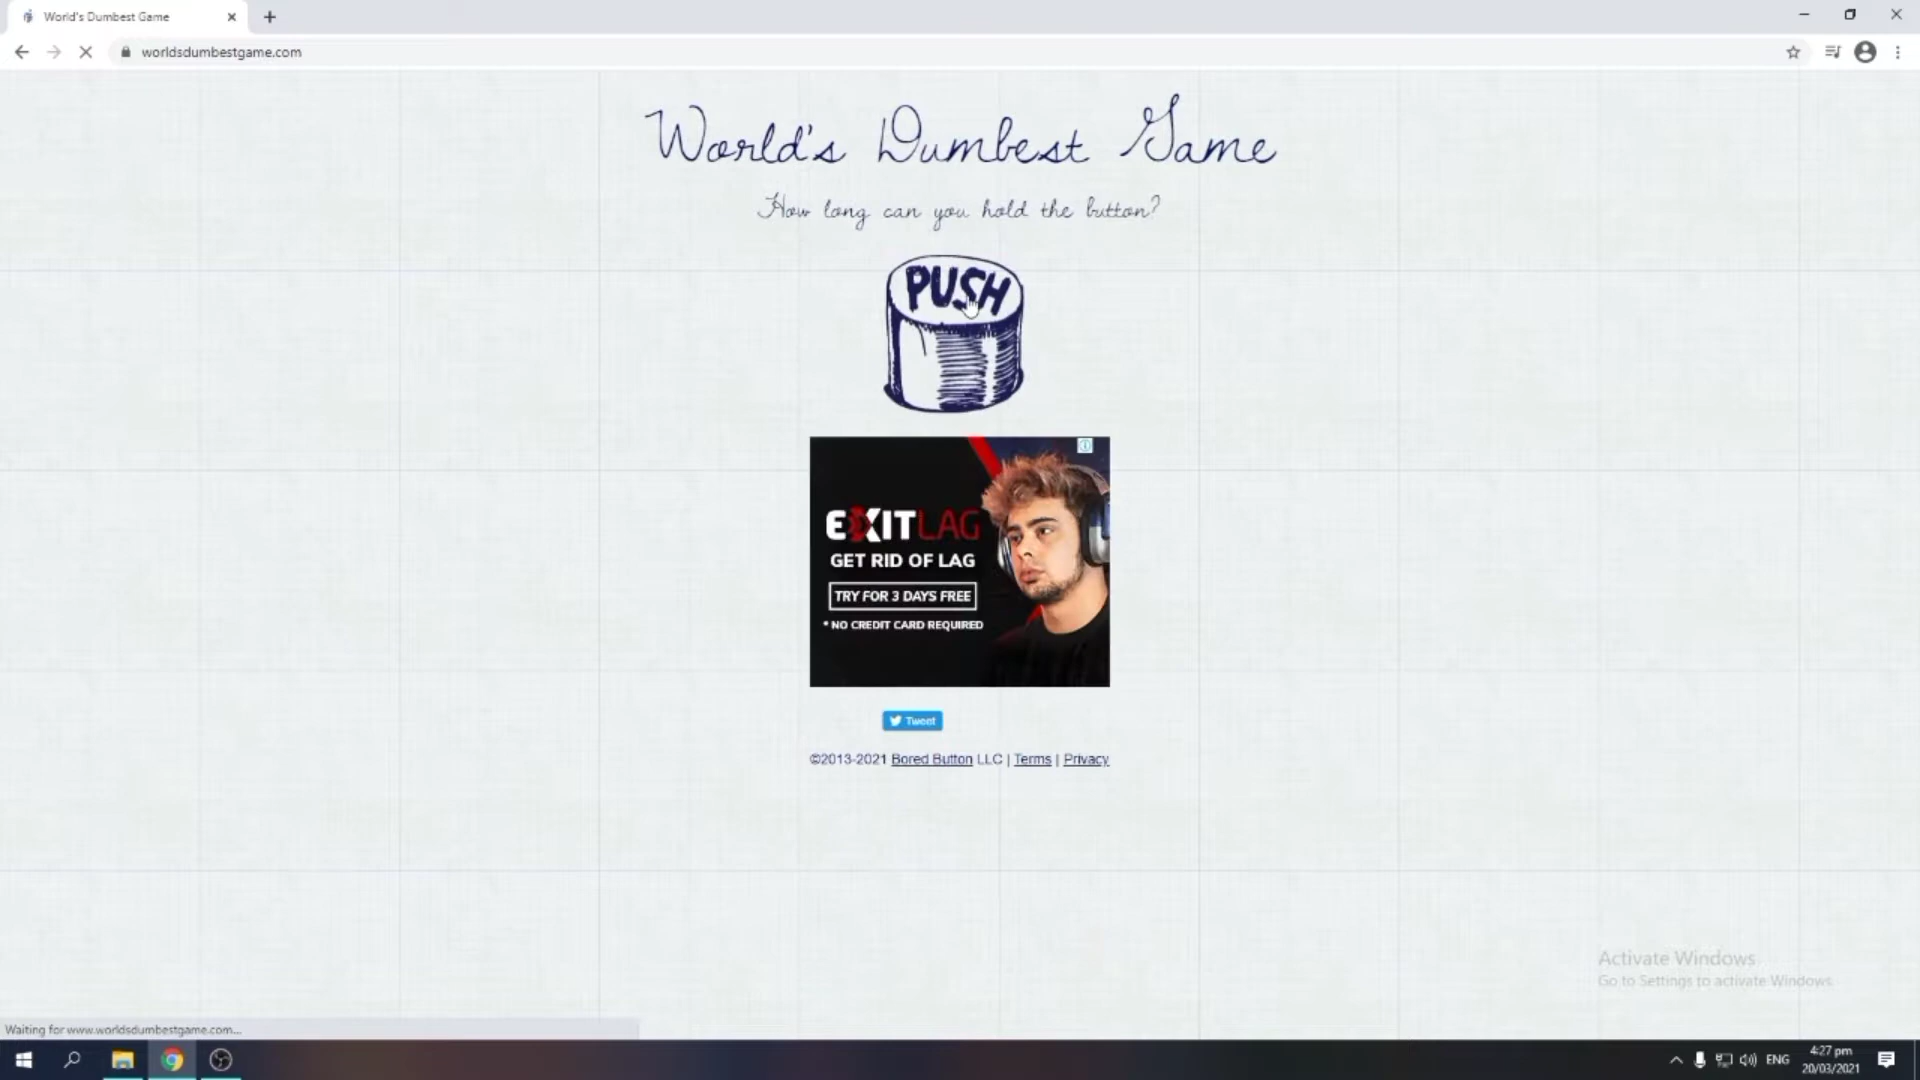 World's Dumbest Game
worldsdumbestgame.com
World's Dumbest Game
How long can you hold the button?
PUSH
EXITLAG
GET RID OF LAG
TRY FOR 3 DAYS FREE
* NO CREDIT CARD REQUIRED
Tweet
©2013-2021 Bored Button LLC | Terms | Privacy
Activate Windows
Go to Settings to activate Windows.
Waiting for www.worldsdumbestgame.com...
ENG
4:27 pm
20/03/2021